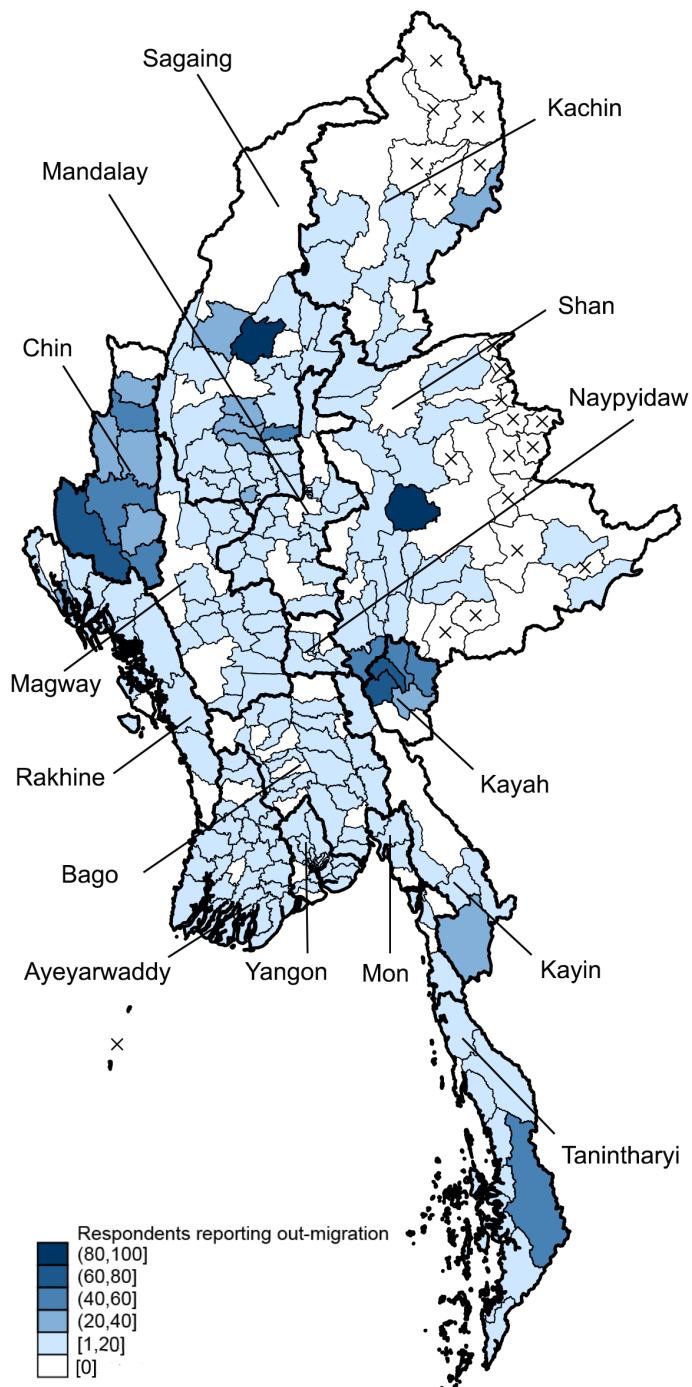 Sagaing
Kachin
Mandalay
Shan
Chin
Naypyidaw
Magway
Rakhine
Kayah
Bago
Ayeyarwaddy
Yangon
Mon
Kayin
Tanintharyi
Respondents reporting out-migration
(80,100]
(60,80]
(40,60]
(20,40]
[1,20]
[0]